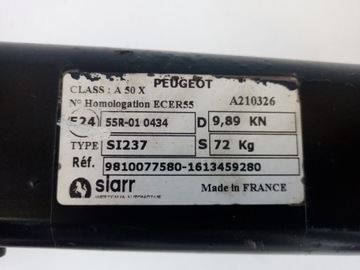 PEUGEOT
CLASS : A 50 X
N° Homologation ECER55 A210326
E24 55R-01 0434 D 9,89 KN
TYPE SI237 S 72 Kg
Réf. 9810077580-1613459280
siarr Made in FRANCE